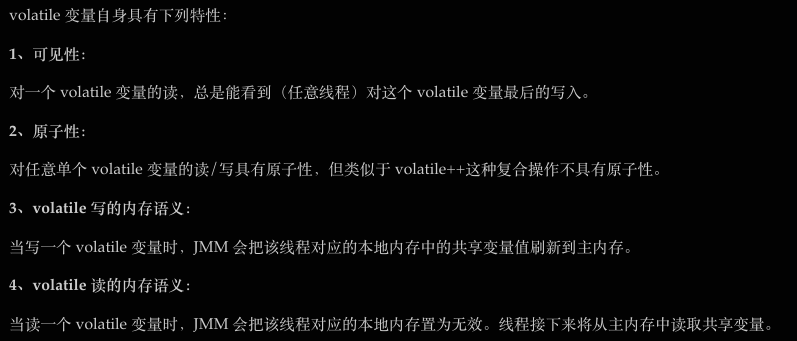 volatile 变量自身具有下列特性：
1、可见性：
对一个 volatile 变量的读，总是能看到（任意线程）对这个 volatile 变量最后的写入。
2、原子性：
对任意单个 volatile 变量的读/写具有原子性，但类似于 volatile++这种复合操作不具有原子性。
3、volatile 写的内存语义：
当写一个 volatile 变量时，JMM 会把该线程对应的本地内存中的共享变量值刷新到主内存。
4、volatile 读的内存语义：
当读一个 volatile 变量时，JMM 会把该线程对应的本地内存置为无效。线程接下来将从主内存中读取共享变量。